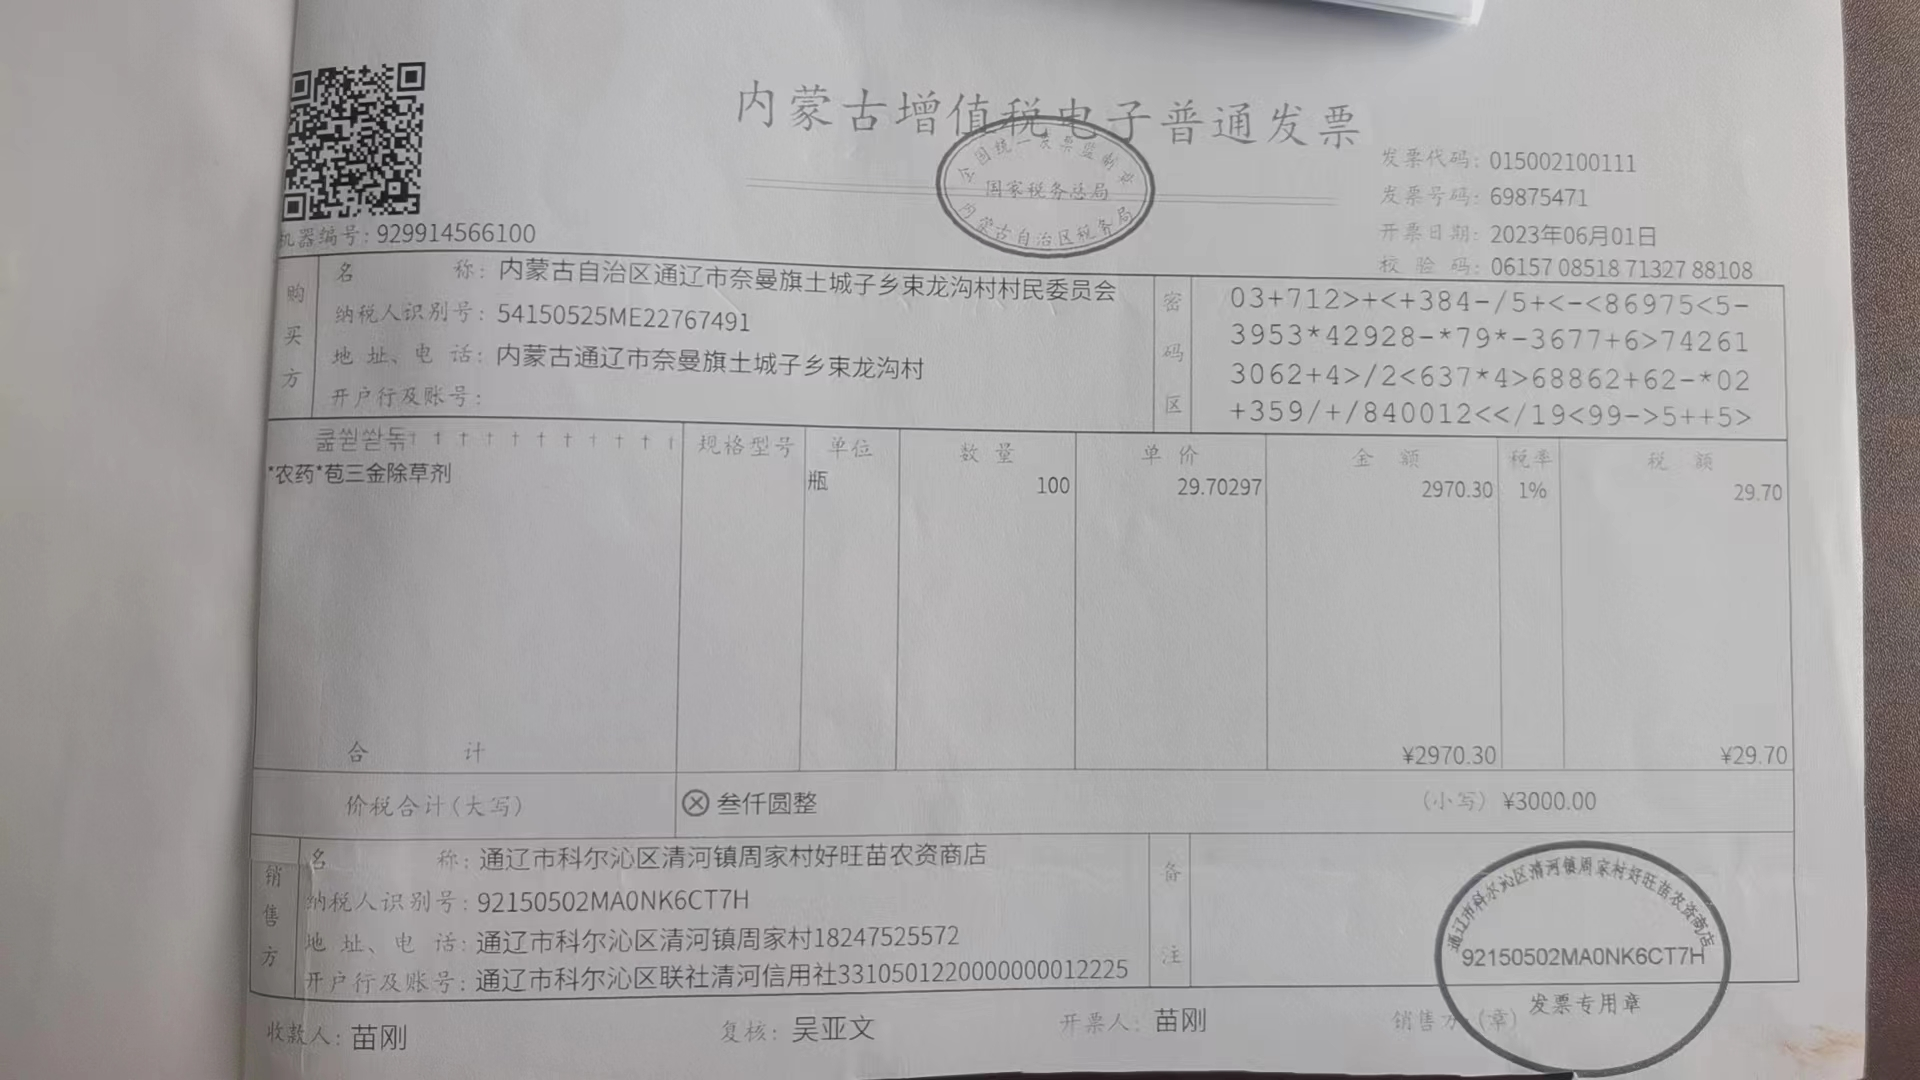 内蒙古增值税电子普通发票
全国统一发票监制章
国家税务总局
内蒙古自治区税务局
发票代码: 015002100111
发票号码: 69875471
开票日期: 2023年06月01日
校验码: 06157 08518 71327 88108
机器编号: 929914566100
购买方
名称: 内蒙古自治区通辽市奈曼旗土城子乡束龙沟村村民委员会
纳税人识别号: 54150525ME22767491
地址、电话: 内蒙古通辽市奈曼旗土城子乡束龙沟村
开户行及账号:
密码区
03+712>+<+384-/5+<-<86975<5-
3953*42928-*79*-3677+6>74261
3062+4>/2<637*4>68862+62-*02
+359/+/840012<</19<99->5++5>
规格型号 单位 数量 单价 金额 税率 税额
*农药*苞三金除草剂 瓶 100 29.70297 2970.30 1% 29.70
合计 ¥2970.30 ¥29.70
价税合计(大写) ⊗ 叁仟圆整 (小写) ¥3000.00
销售方
名称: 通辽市科尔沁区清河镇周家村好旺苗农资商店
纳税人识别号: 92150502MA0NK6CT7H
地址、电话: 通辽市科尔沁区清河镇周家村18247525572
开户行及账号: 通辽市科尔沁区联社清河信用社3310501220000000012225
备注
通辽市科尔沁区清河镇周家村好旺苗农资商店
92150502MA0NK6CT7H
发票专用章
收款人: 苗刚 复核: 吴亚文 开票人: 苗刚 销售方:(章)